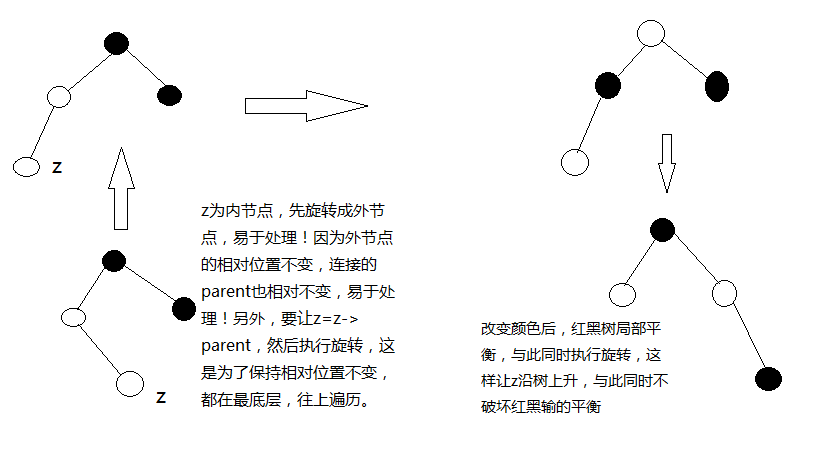 z
z为内节点，先旋转成外节
点，易于处理！因为外节点
的相对位置不变，连接的
parent也相对不变，易于处
理！另外，要让z=z->
parent，然后执行旋转，这
是为了保持相对位置不变，
都在最底层，往上遍历。
z
改变颜色后，红黑树局部平
衡，与此同时执行旋转，这
样让z沿树上升，与此同时不
破坏红黑输的平衡